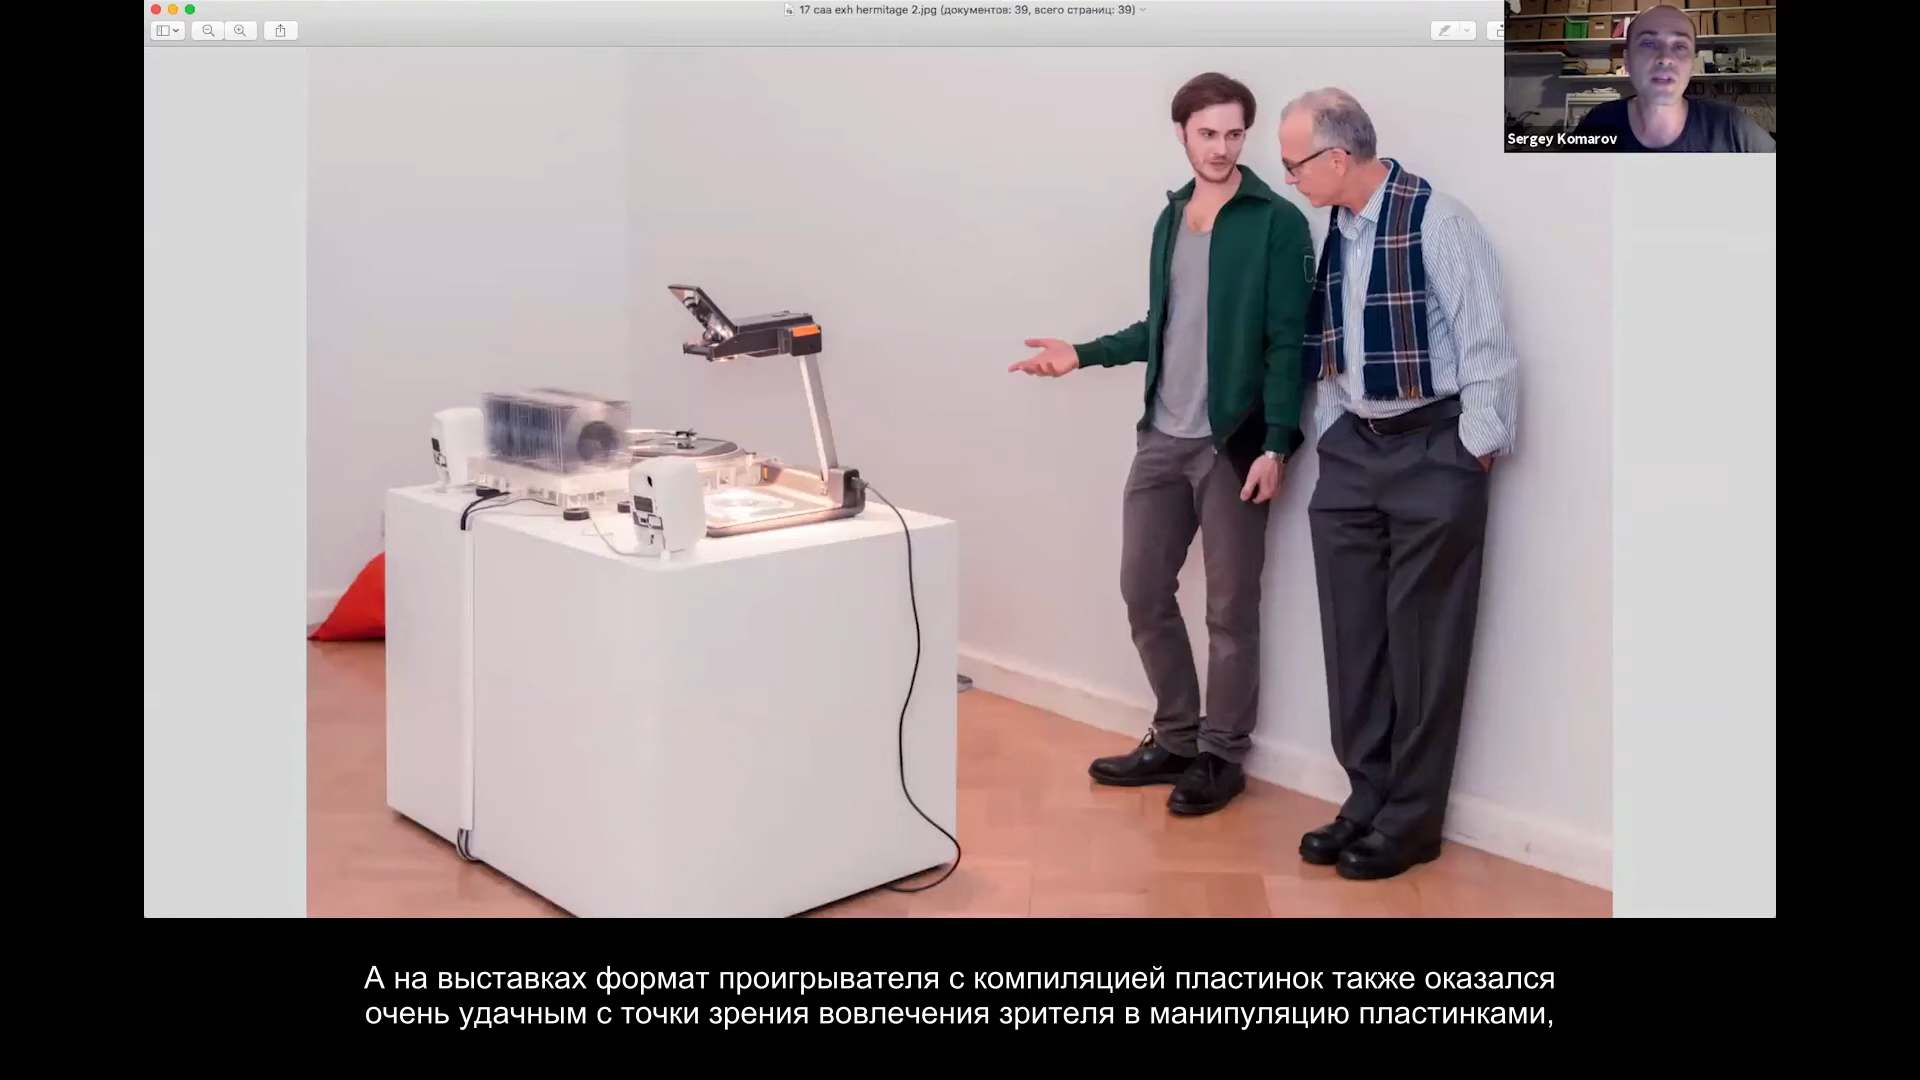 17 caa exh hermitage 2.jpg (документов: 39, всего страниц: 39)
Sergey Komarov
А на выставках формат проигрывателя с компиляцией пластинок также оказался
очень удачным с точки зрения вовлечения зрителя в манипуляцию пластинками,